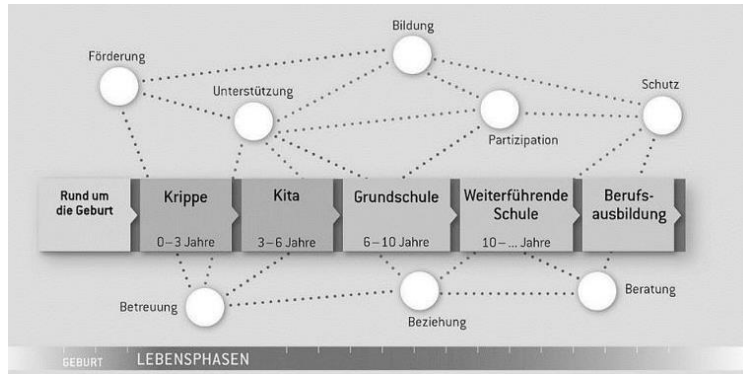 Bildung
Förderung
Unterstützung
Schutz
Partizipation
Rund um
die Geburt
Krippe
0–3 Jahre
Kita
3–6 Jahre
Grundschule
6–10 Jahre
Weiterführende
Schule
10–... Jahre
Berufs-
ausbildung
Betreuung
Beziehung
Beratung
GEBURT
LEBENSPHASEN